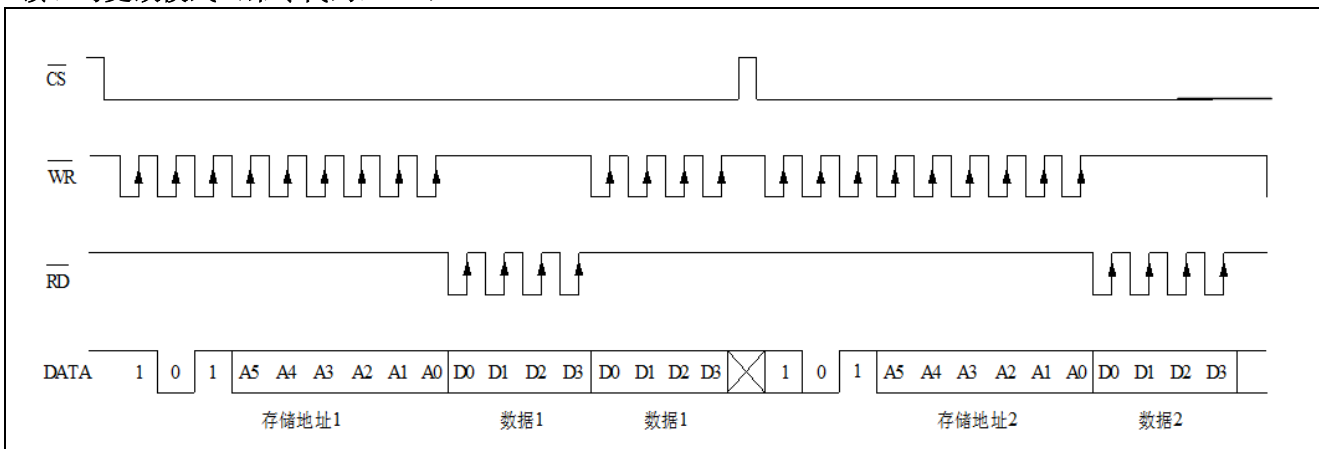 CS
WR
RD
DATA 1 0 1 A5 A4 A3 A2 A1 A0 D0 D1 D2 D3 D0 D1 D2 D3 1 0 1 A5 A4 A3 A2 A1 A0 D0 D1 D2 D3
存储地址1 数据1 数据1 存储地址2 数据2